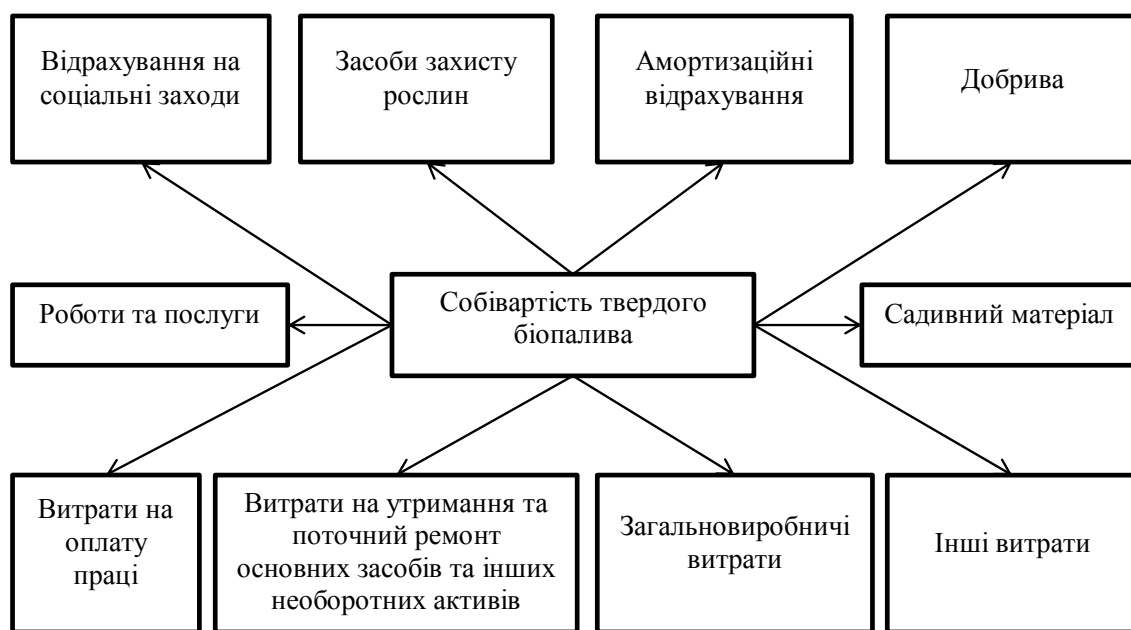 Відрахування на
соціальні заходи
Засоби захисту
рослин
Амортизаційні
відрахування
Добрива
Роботи та послуги
Собівартість твердого
біопалива
Садивний матеріал
Витрати на
оплату
праці
Витрати на утримання та
поточний ремонт
основних засобів та інших
необоротних активів
Загальновиробничі
витрати
Інші витрати